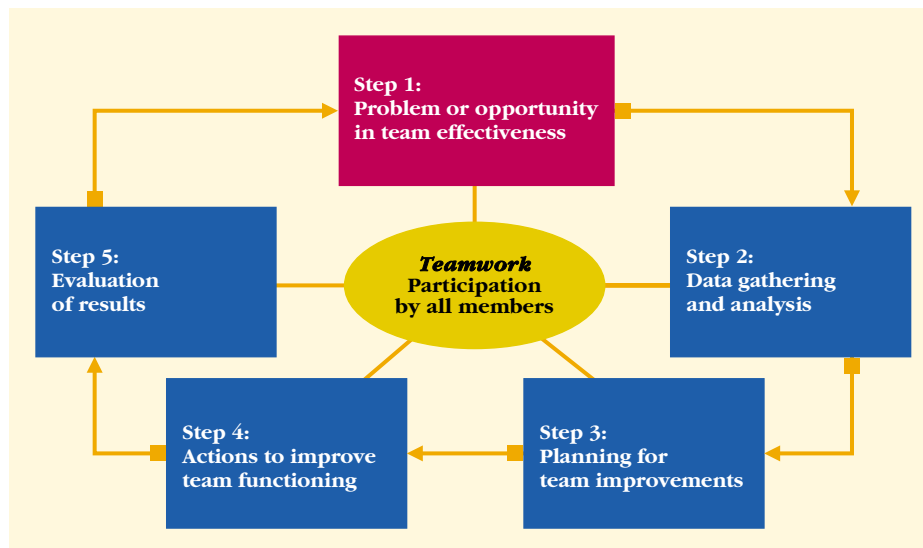 Step 1:
Problem or opportunity
in team effectiveness
Step 5:
Evaluation
of results
Teamwork
Participation
by all members
Step 2:
Data gathering
and analysis
Step 4:
Actions to improve
team functioning
Step 3:
Planning for
team improvements